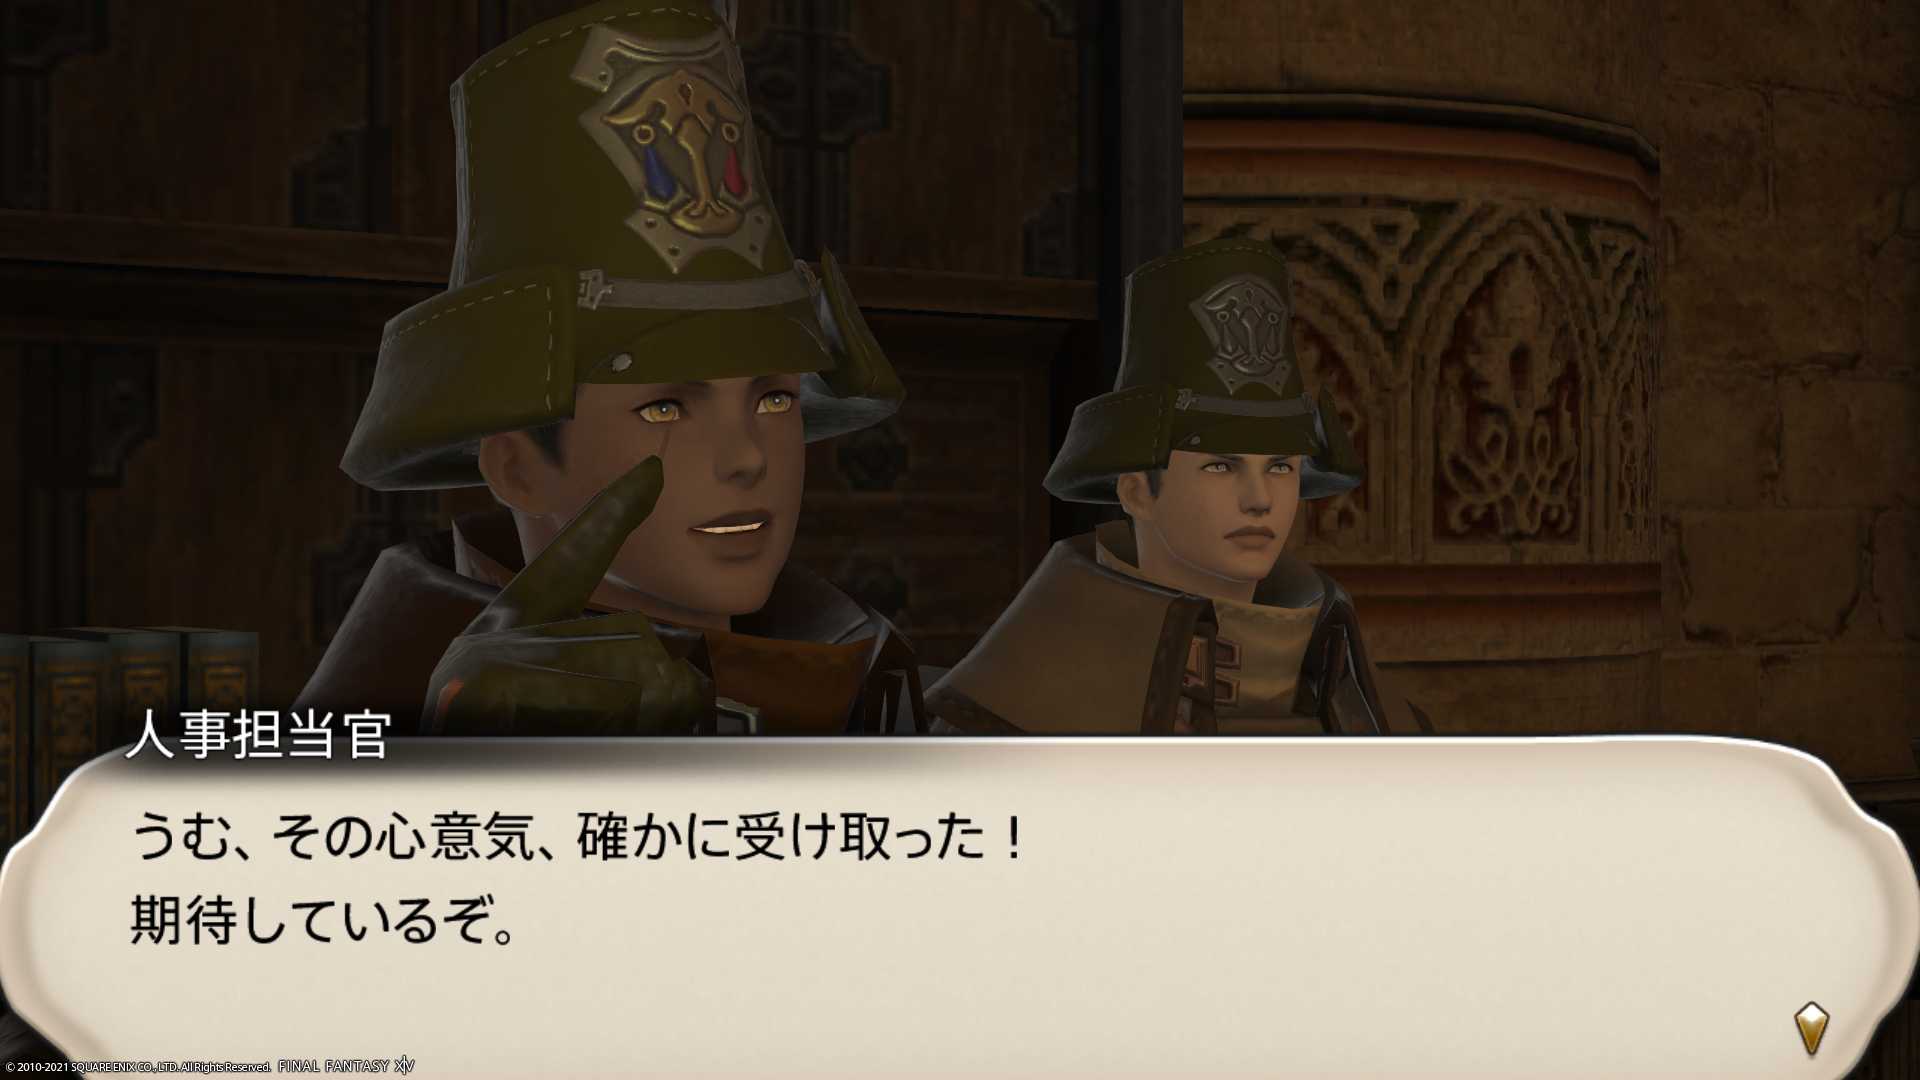 人事担当官
うむ、その心意気、確かに受け取った！
期待しているぞ。
© 2010-2021 SQUARE ENIX CO., LTD. All Rights Reserved. FINAL FANTASY XIV